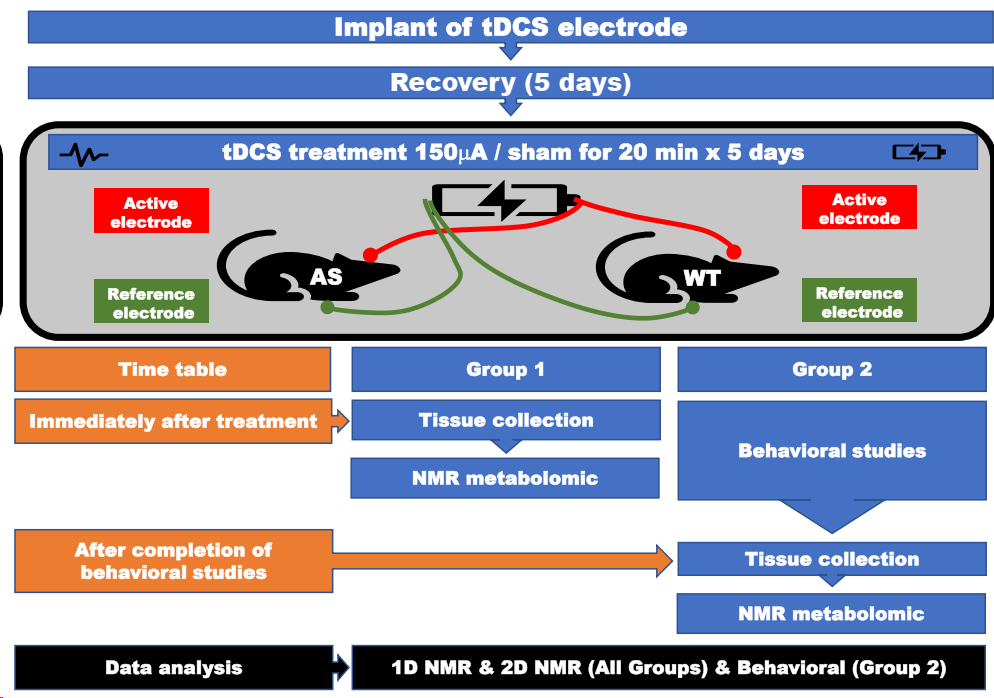 Implant of tDCS electrode
Recovery (5 days)
tDCS treatment 150μA / sham for 20 min x 5 days
Active
electrode
Active
electrode
AS
WT
Reference
electrode
Reference
electrode
Time table
Group 1
Group 2
Immediately after treatment
Tissue collection
Behavioral studies
NMR metabolomic
After completion of
behavioral studies
Tissue collection
NMR metabolomic
Data analysis
1D NMR & 2D NMR (All Groups) & Behavioral (Group 2)